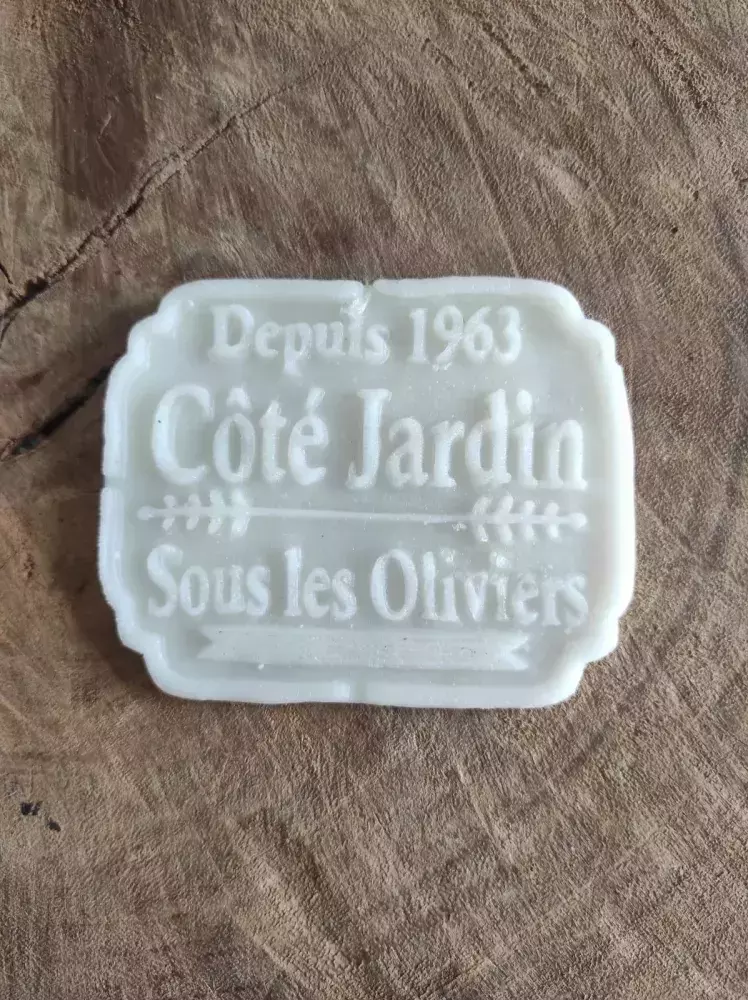 Depuis 1963
Côté Jardin
Sous les Oliviers